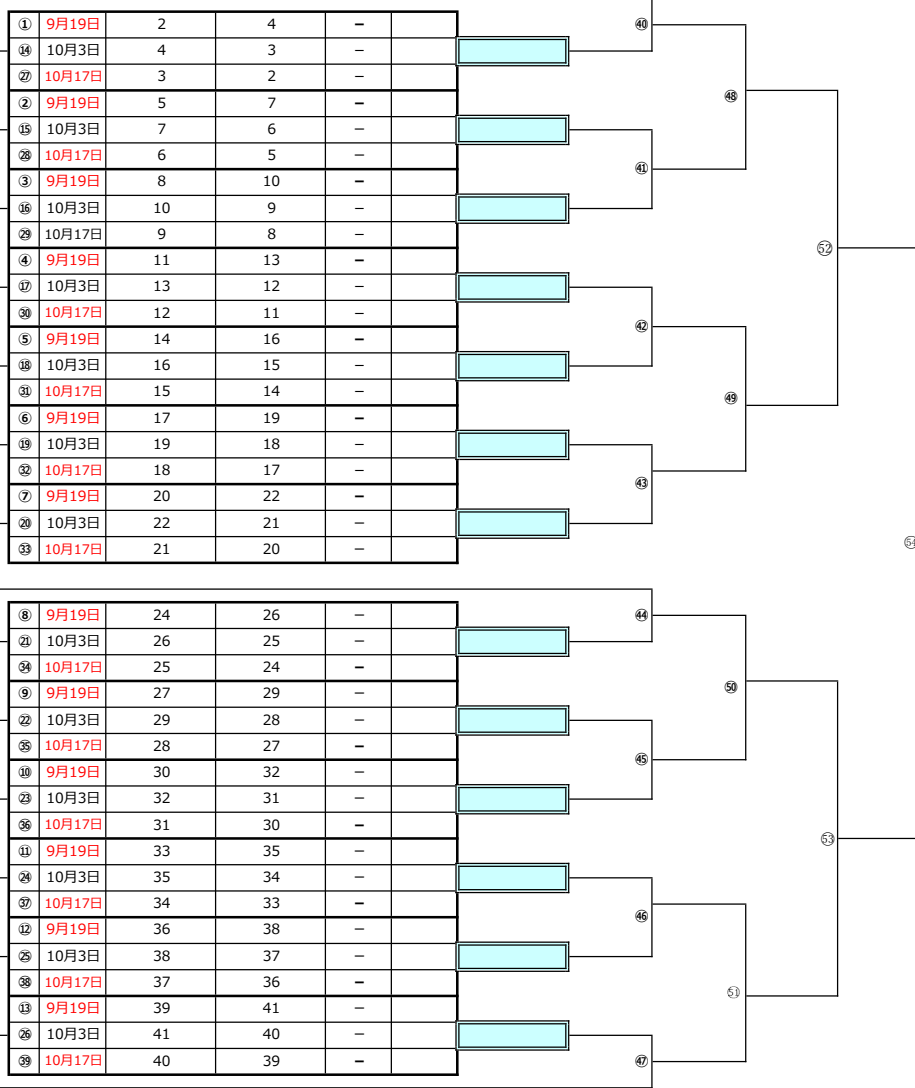 ① 9月19日 2 4 − ㊵
⑭ 10月3日 4 3 −
㉗ 10月17日 3 2 −
② 9月19日 5 7 − ㊽
⑮ 10月3日 7 6 −
㉘ 10月17日 6 5 − ㊶
③ 9月19日 8 10 −
⑯ 10月3日 10 9 −
㉙ 10月17日 9 8 −
④ 9月19日 11 13 − 52
⑰ 10月3日 13 12 −
㉚ 10月17日 12 11 − ㊷
⑤ 9月19日 14 16 −
⑱ 10月3日 16 15 −
㉛ 10月17日 15 14 − ㊾
⑥ 9月19日 17 19 −
⑲ 10月3日 19 18 −
㉜ 10月17日 18 17 − ㊸
⑦ 9月19日 20 22 −
⑳ 10月3日 22 21 −
㉝ 10月17日 21 20 − 54
⑧ 9月19日 24 26 − ㊹
㉑ 10月3日 26 25 −
㉞ 10月17日 25 24 −
⑨ 9月19日 27 29 − ㊿
㉒ 10月3日 29 28 −
㉟ 10月17日 28 27 − ㊺
⑩ 9月19日 30 32 −
㉓ 10月3日 32 31 −
㊱ 10月17日 31 30 − 53
⑪ 9月19日 33 35 −
㉔ 10月3日 35 34 −
㊲ 10月17日 34 33 − ㊻
⑫ 9月19日 36 38 −
㉕ 10月3日 38 37 −
㊳ 10月17日 37 36 − 51
⑬ 9月19日 39 41 −
㉖ 10月3日 41 40 −
㊴ 10月17日 40 39 − ㊼